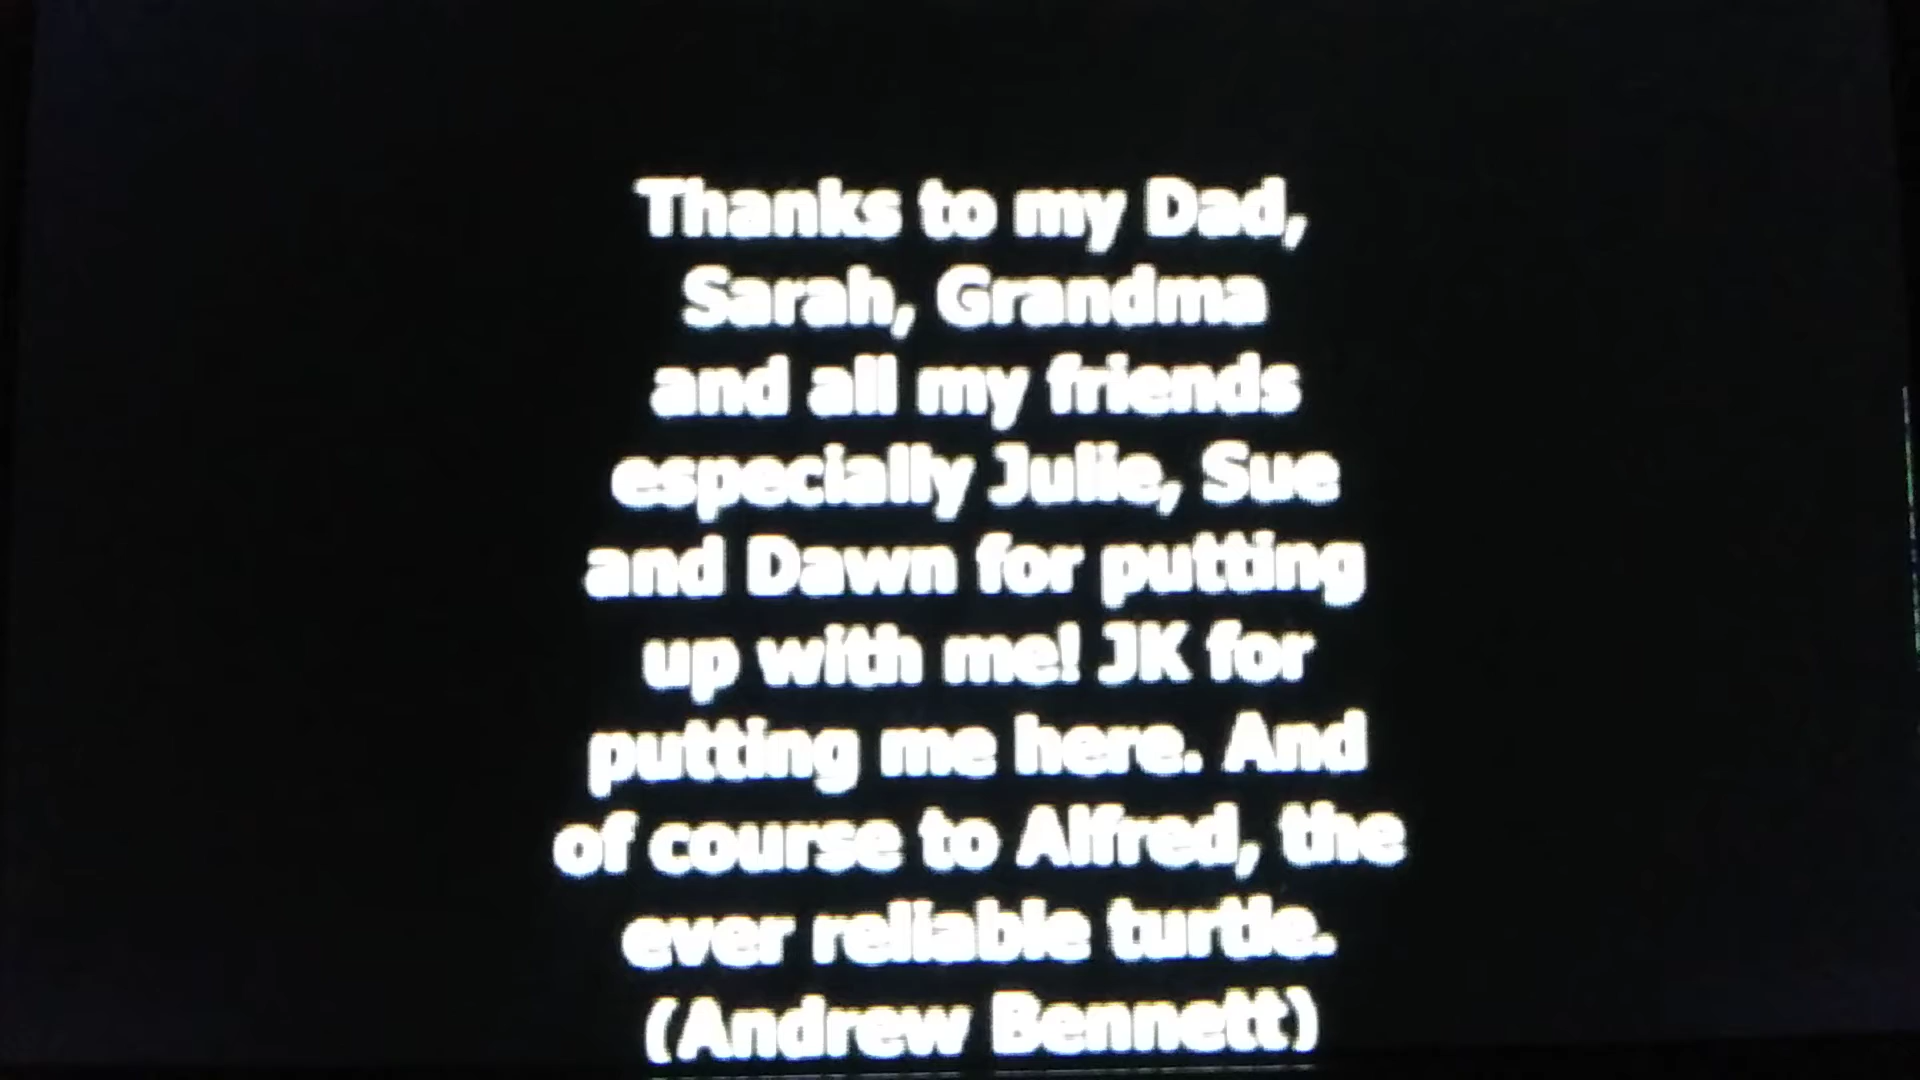 Thanks to my Dad,
Sarah, Grandma
and all my friends
especially Julie, Sue
and Dawn for putting
up with me! JK for
putting me here. And
of course to Alfred, the
ever reliable turtle.
(Andrew Bennett)